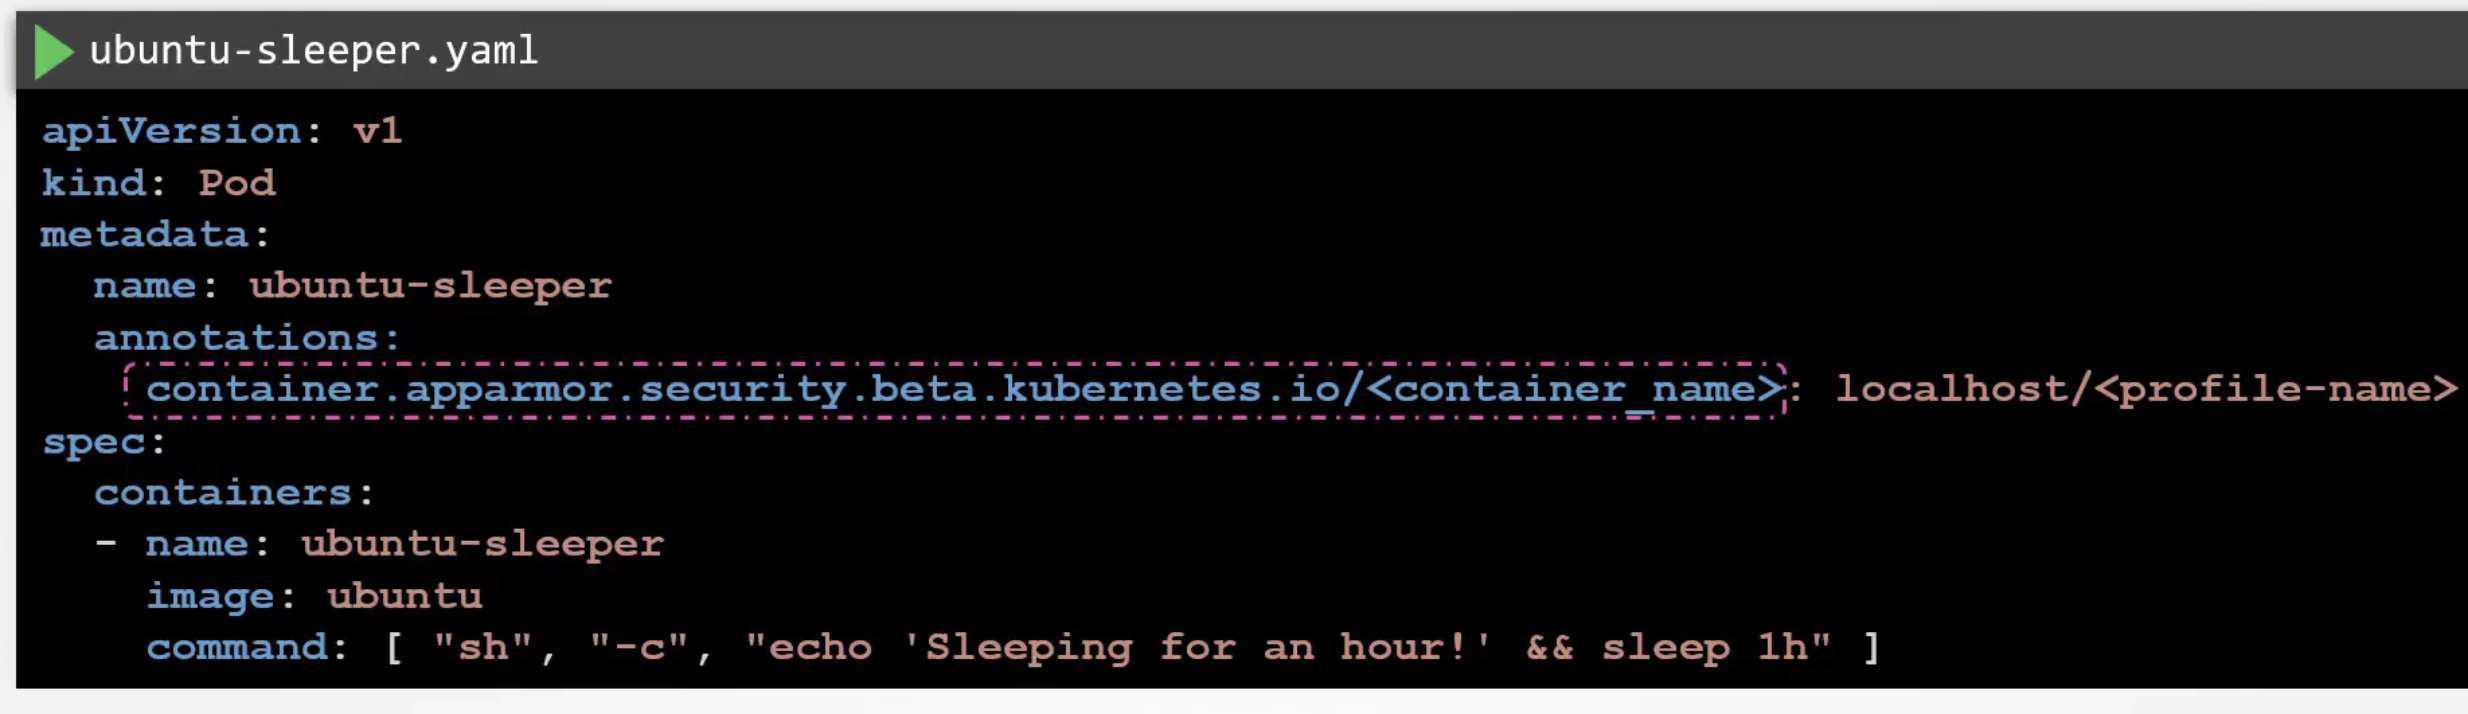 ubuntu-sleeper.yaml
apiVersion: v1
kind: Pod
metadata:
  name: ubuntu-sleeper
  annotations:
    container.apparmor.security.beta.kubernetes.io/<container_name>: localhost/<profile-name>
spec:
  containers:
  - name: ubuntu-sleeper
    image: ubuntu
    command: [ "sh", "-c", "echo 'Sleeping for an hour!' && sleep 1h" ]